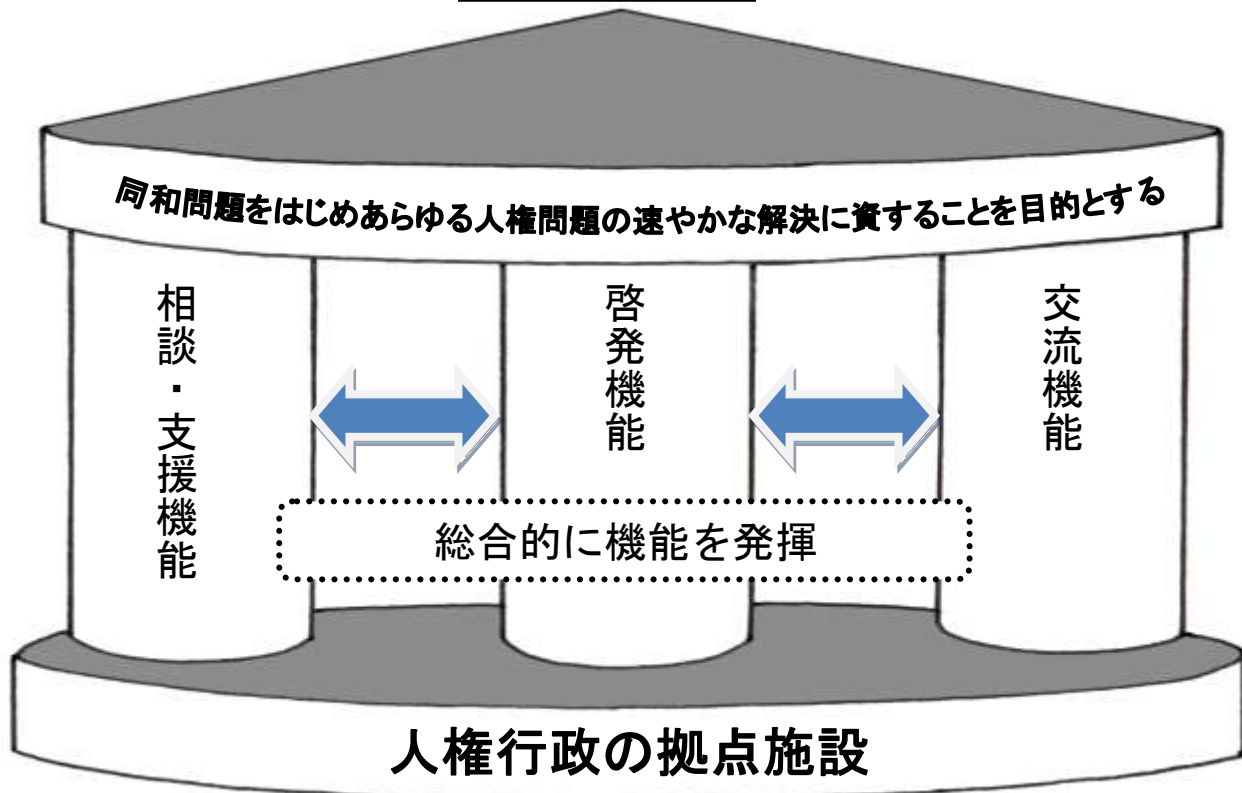 同和問題をはじめあらゆる人権問題の速やかな解決に資することを目的とする
相談・支援機能
啓発機能
交流機能
総合的に機能を発揮
人権行政の拠点施設